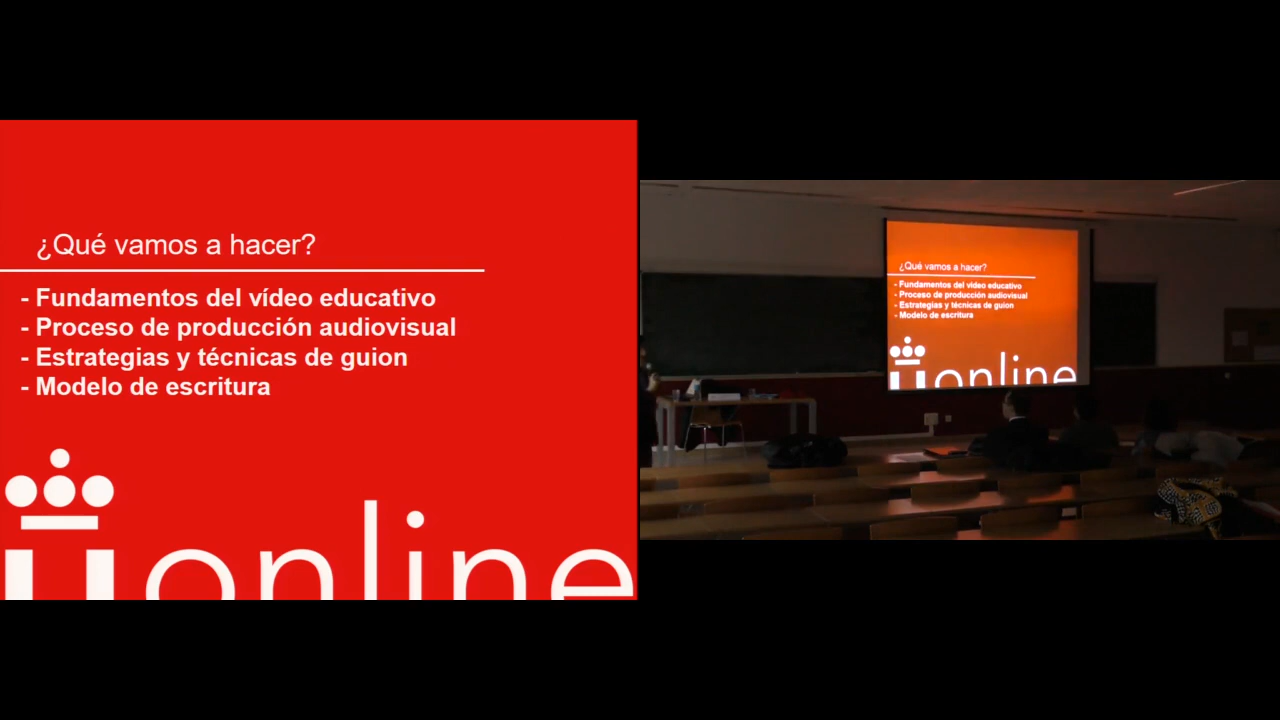 ¿Qué vamos a hacer?
- Fundamentos del vídeo educativo
- Proceso de producción audiovisual
- Estrategias y técnicas de guion
- Modelo de escritura
u online
¿Qué vamos a hacer?
- Fundamentos del vídeo educativo
- Proceso de producción audiovisual
- Estrategias y técnicas de guion
- Modelo de escritura
u online